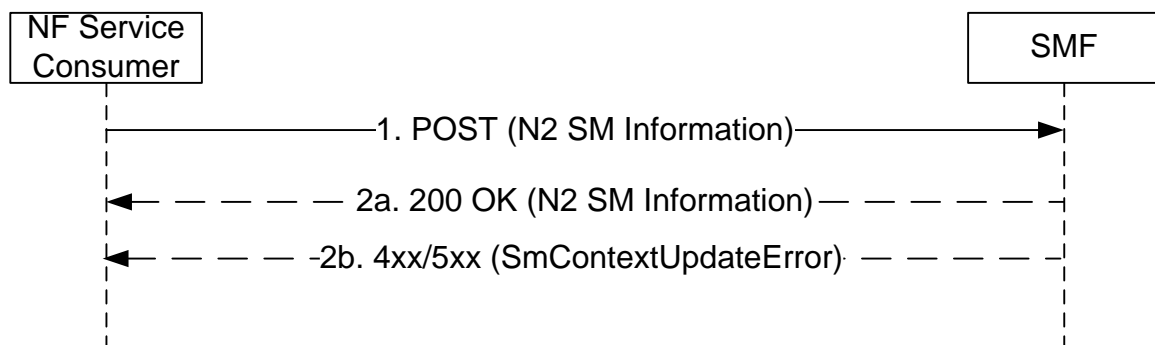 NF Service
Consumer
SMF
1. POST (N2 SM Information)
2a. 200 OK (N2 SM Information)
2b. 4xx/5xx (SmContextUpdateError)